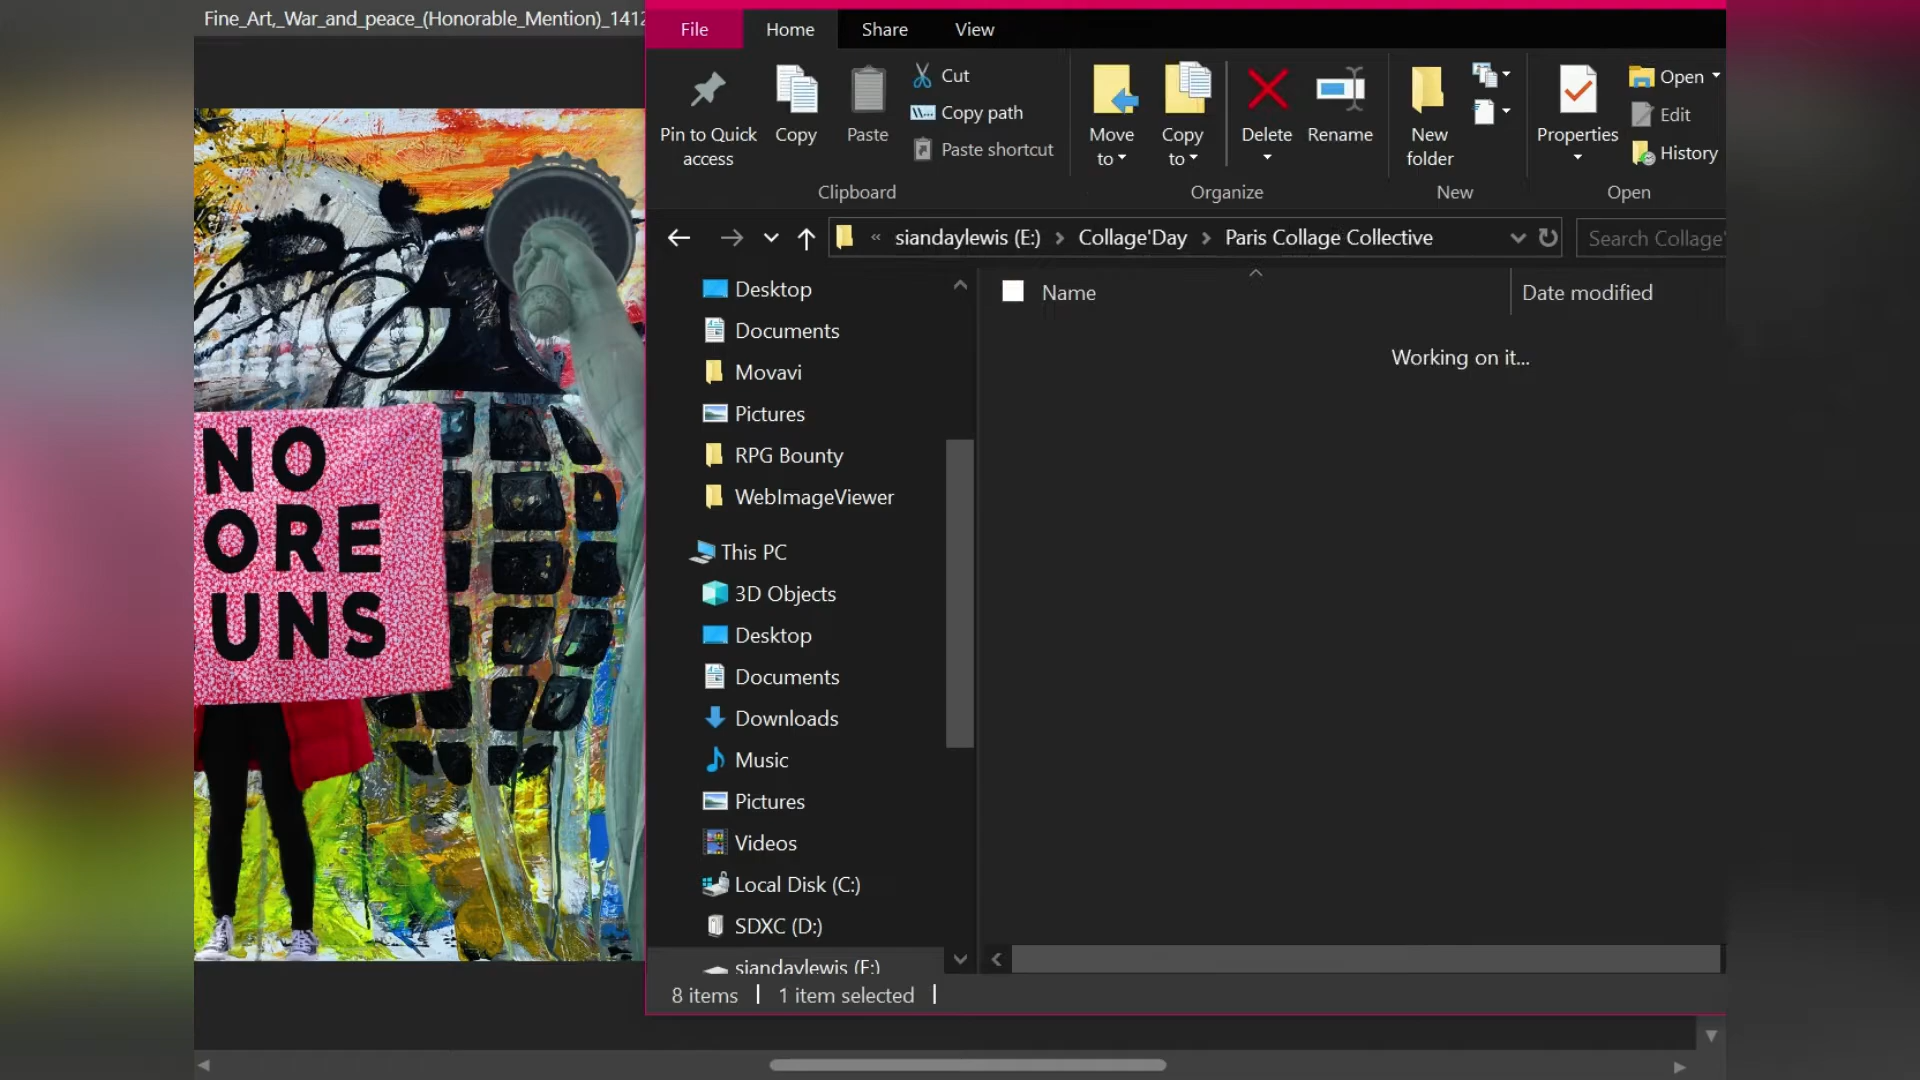 Fine_Art,_War_and_peace_(Honorable_Mention)_1412
File Home Share View
Pin to Quick access
Copy
Paste
Cut
Copy path
Paste shortcut
Clipboard
Move to
Copy to
Delete
Rename
Organize
New folder
New
Properties
Open
Edit
History
Open
« siandaylewis (E:) > Collage'Day > Paris Collage Collective
Search Collage'
Name
Date modified
Working on it...
Desktop
Documents
Movavi
Pictures
RPG Bounty
WebImageViewer
This PC
3D Objects
Desktop
Documents
Downloads
Music
Pictures
Videos
Local Disk (C:)
SDXC (D:)
siandaylewis (E:)
8 items
1 item selected
NO
ORE
UNS